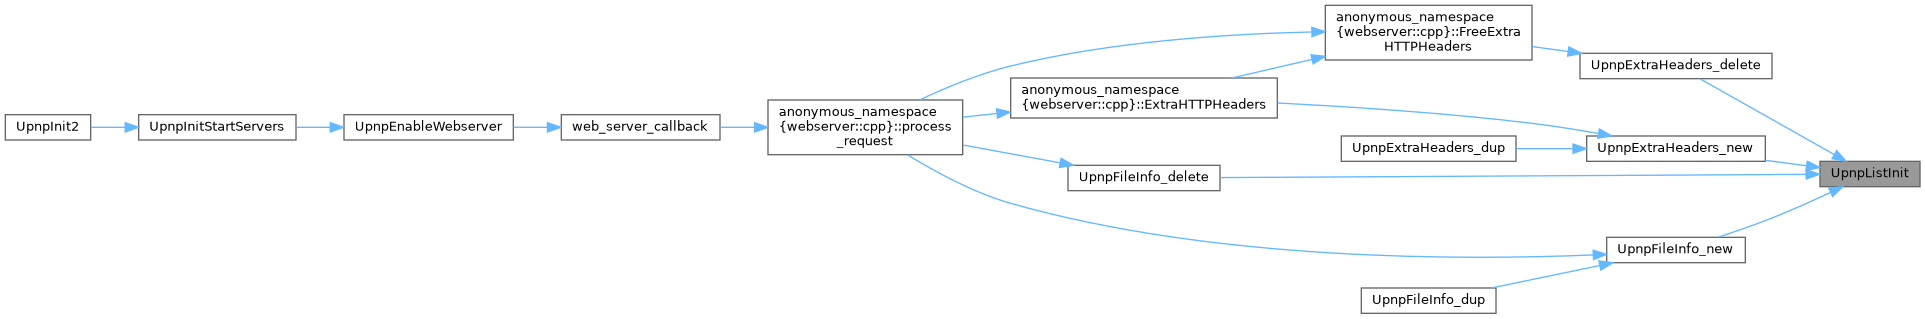 anonymous_namespace
{webserver::cpp}::FreeExtra
HTTPHeaders
UpnpExtraHeaders_delete
anonymous_namespace
{webserver::cpp}::ExtraHTTPHeaders
UpnpInit2
UpnpInitStartServers
UpnpEnableWebserver
web_server_callback
anonymous_namespace
{webserver::cpp}::process
_request
UpnpExtraHeaders_dup
UpnpExtraHeaders_new
UpnpFileInfo_delete
UpnpListInit
UpnpFileInfo_new
UpnpFileInfo_dup